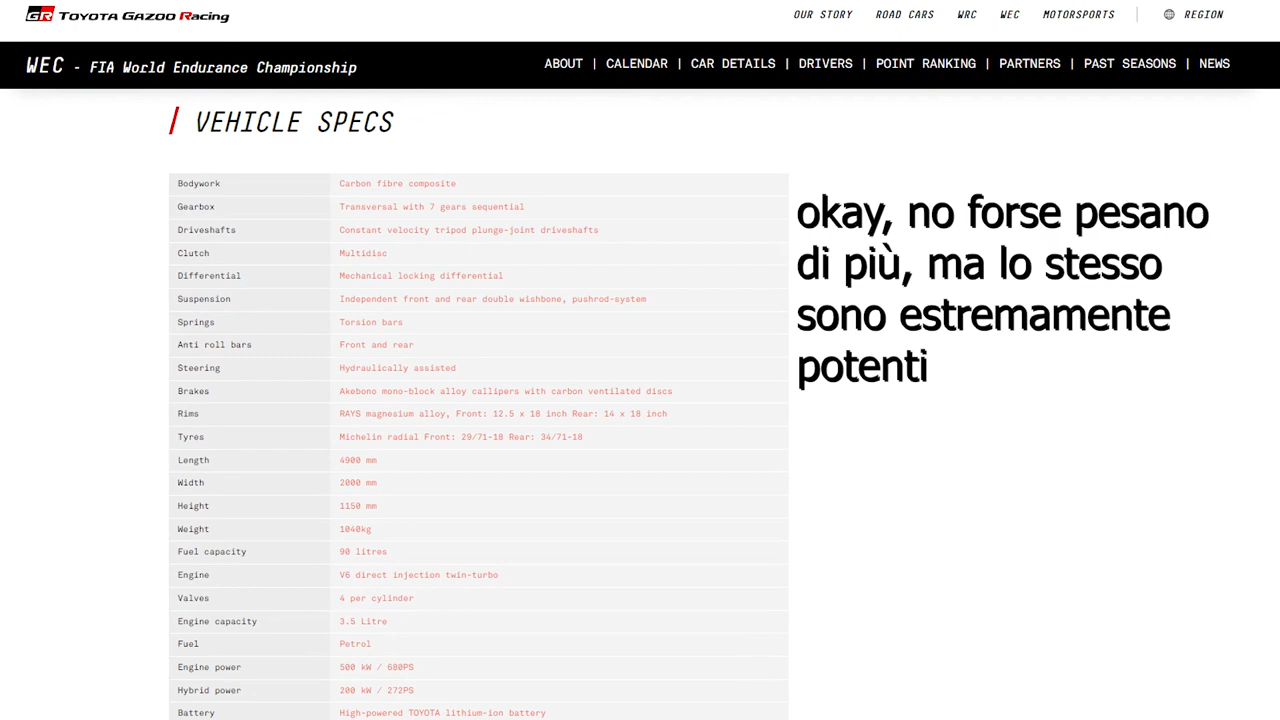 GR TOYOTA GAZOO Racing
OUR STORY ROAD CARS WRC WEC MOTORSPORTS REGION
WEC - FIA World Endurance Championship
ABOUT | CALENDAR | CAR DETAILS | DRIVERS | POINT RANKING | PARTNERS | PAST SEASONS | NEWS
/ VEHICLE SPECS
Bodywork Carbon fibre composite
Gearbox Transversal with 7 gears sequential
Driveshafts Constant velocity tripod plunge-joint driveshafts
Clutch Multidisc
Differential Mechanical locking differential
Suspension Independent front and rear double wishbone, pushrod-system
Springs Torsion bars
Anti roll bars Front and rear
Steering Hydraulically assisted
Brakes Akebono mono-block alloy callipers with carbon ventilated discs
Rims RAYS magnesium alloy, Front: 12.5 x 18 inch Rear: 14 x 18 inch
Tyres Michelin radial Front: 29/71-18 Rear: 34/71-18
Length 4900 mm
Width 2000 mm
Height 1150 mm
Weight 1040kg
Fuel capacity 90 litres
Engine V6 direct injection twin-turbo
Valves 4 per cylinder
Engine capacity 3.5 Litre
Fuel Petrol
Engine power 500 kW / 680PS
Hybrid power 200 kW / 272PS
Battery High-powered TOYOTA lithium-ion battery
okay, no forse pesano
di più, ma lo stesso
sono estremamente
potenti